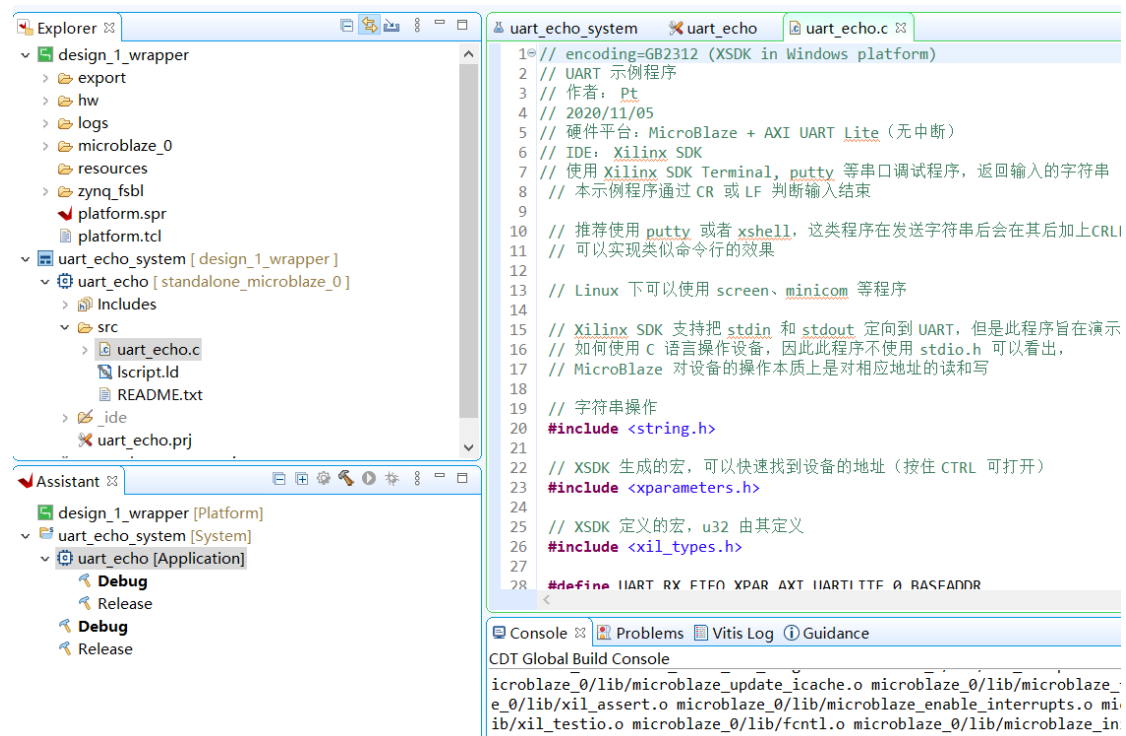 Explorer
design_1_wrapper
export
hw
logs
microblaze_0
resources
zynq_fsbl
platform.spr
platform.tcl
uart_echo_system [ design_1_wrapper ]
uart_echo [ standalone_microblaze_0 ]
Includes
src
uart_echo.c
lscript.ld
README.txt
_ide
uart_echo.prj
Assistant
design_1_wrapper [Platform]
uart_echo_system [System]
uart_echo [Application]
Debug
Release
Debug
Release
uart_echo_system uart_echo uart_echo.c
1 // encoding=GB2312 (XSDK in Windows platform)
2 // UART 示例程序
3 // 作者： Pt
4 // 2020/11/05
5 // 硬件平台：MicroBlaze + AXI UART Lite（无中断）
6 // IDE： Xilinx SDK
7 // 使用 Xilinx SDK Terminal, putty 等串口调试程序，返回输入的字符串
8 // 本示例程序通过 CR 或 LF 判断输入结束
9
10 // 推荐使用 putty 或者 xshell，这类程序在发送字符串后会在其后加上CRL
11 // 可以实现类似命令行的效果
12
13 // Linux 下可以使用 screen、minicom 等程序
14
15 // Xilinx SDK 支持把 stdin 和 stdout 定向到 UART，但是此程序旨在演示
16 // 如何使用 C 语言操作设备，因此此程序不使用 stdio.h 可以看出，
17 // MicroBlaze 对设备的操作本质上是对相应地址的读和写
18
19 // 字符串操作
20 #include <string.h>
21
22 // XSDK 生成的宏，可以快速找到设备的地址（按住 CTRL 可打开）
23 #include <xparameters.h>
24
25 // XSDK 定义的宏，u32 由其定义
26 #include <xil_types.h>
27
28 #define UART_RX_FIFO XPAR_AXI_UARTLITE_0_BASEADDR
Console Problems Vitis Log Guidance
CDT Global Build Console
icroblaze_0/lib/microblaze_update_icache.o microblaze_0/lib/microblaze_
e_0/lib/xil_assert.o microblaze_0/lib/microblaze_enable_interrupts.o mi
ib/xil_testio.o microblaze_0/lib/fcntl.o microblaze_0/lib/microblaze_in